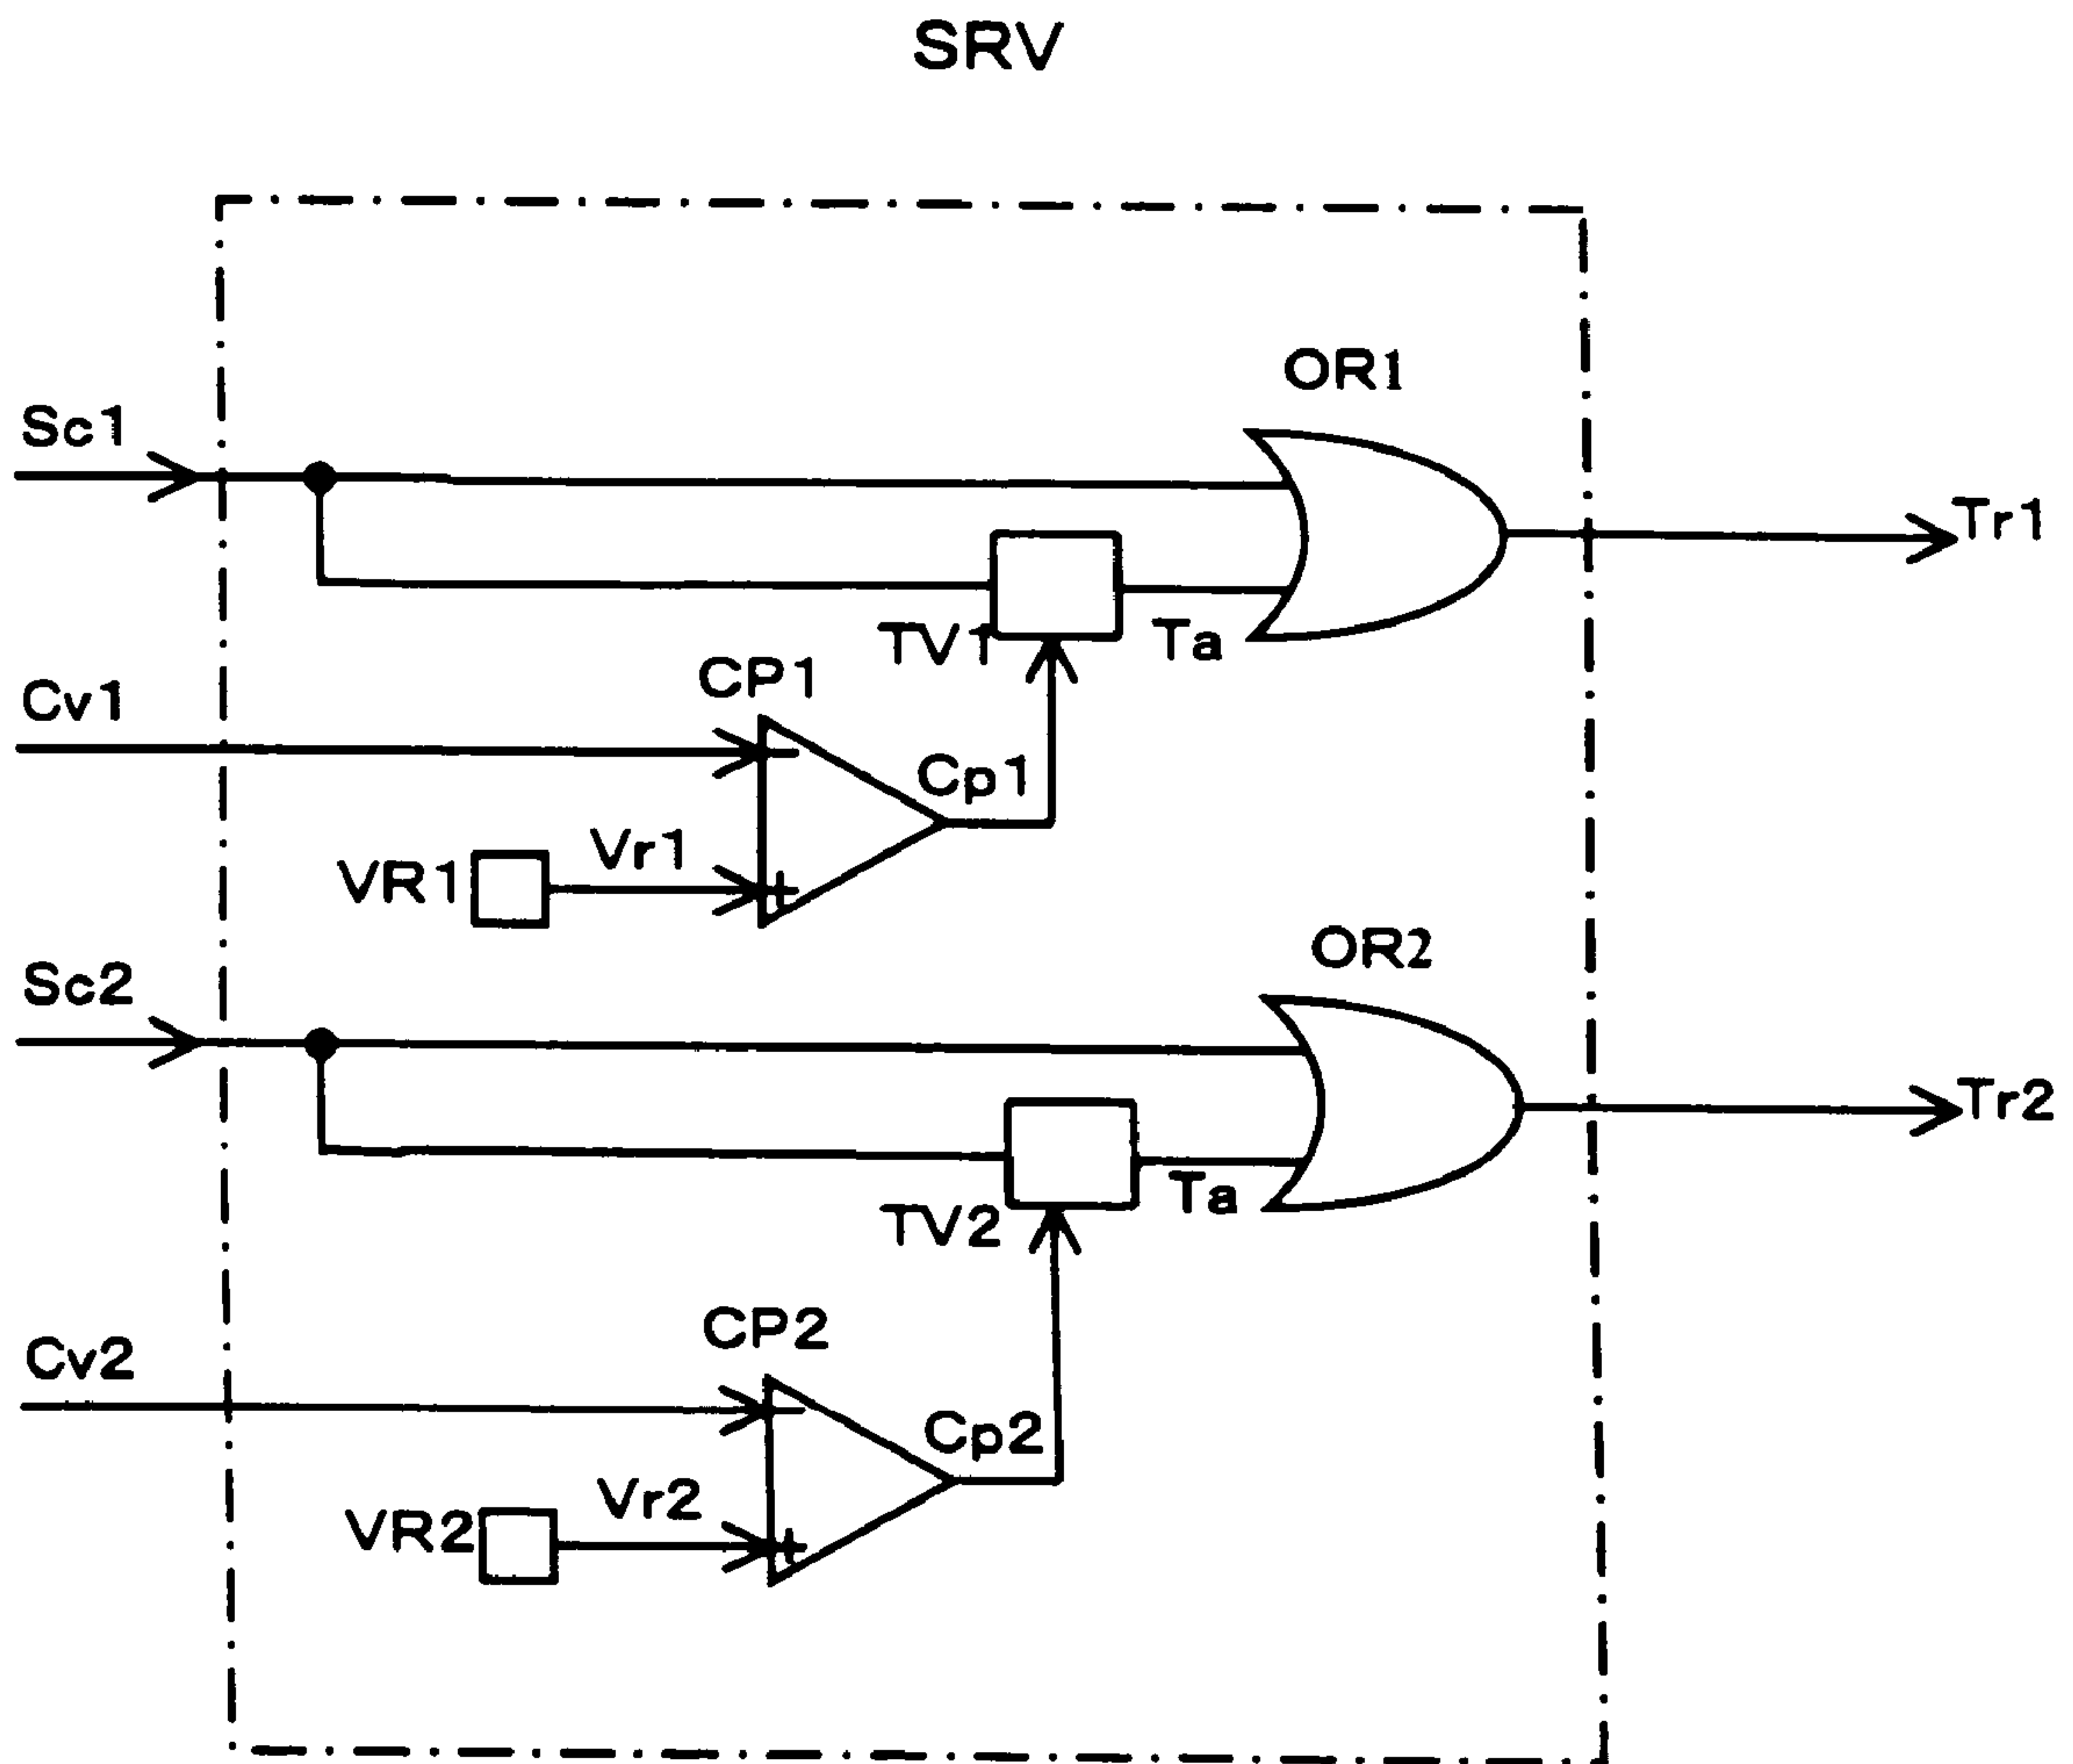 SRV
OR1
Sc1
Tr1
TV1
Ta
CP1
Cv1
Cp1
Vr1
VR1
OR2
Sc2
Tr2
Ta
TV2
CP2
Cv2
Cp2
Vr2
VR2